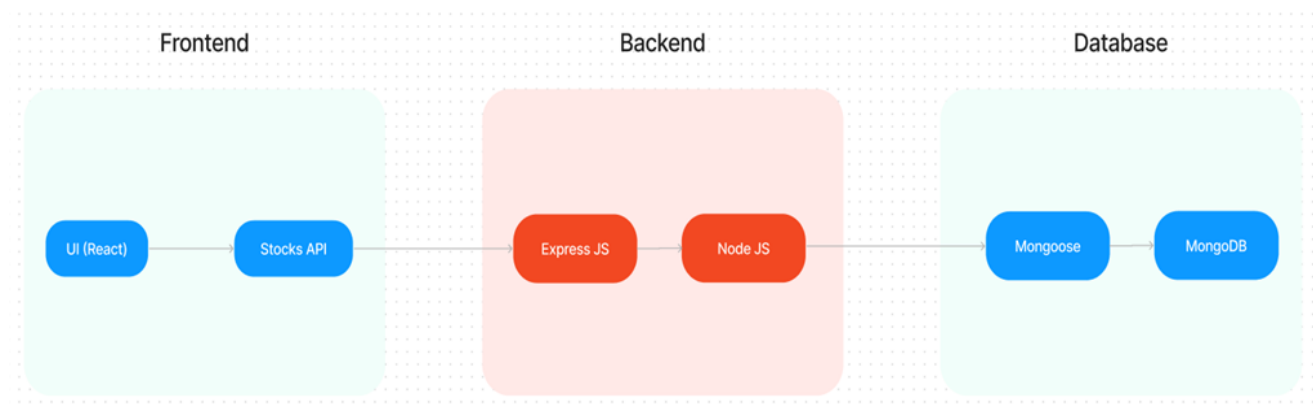 Frontend
Backend
Database
UI (React)
Stocks API
Express JS
Node JS
Mongoose
MongoDB